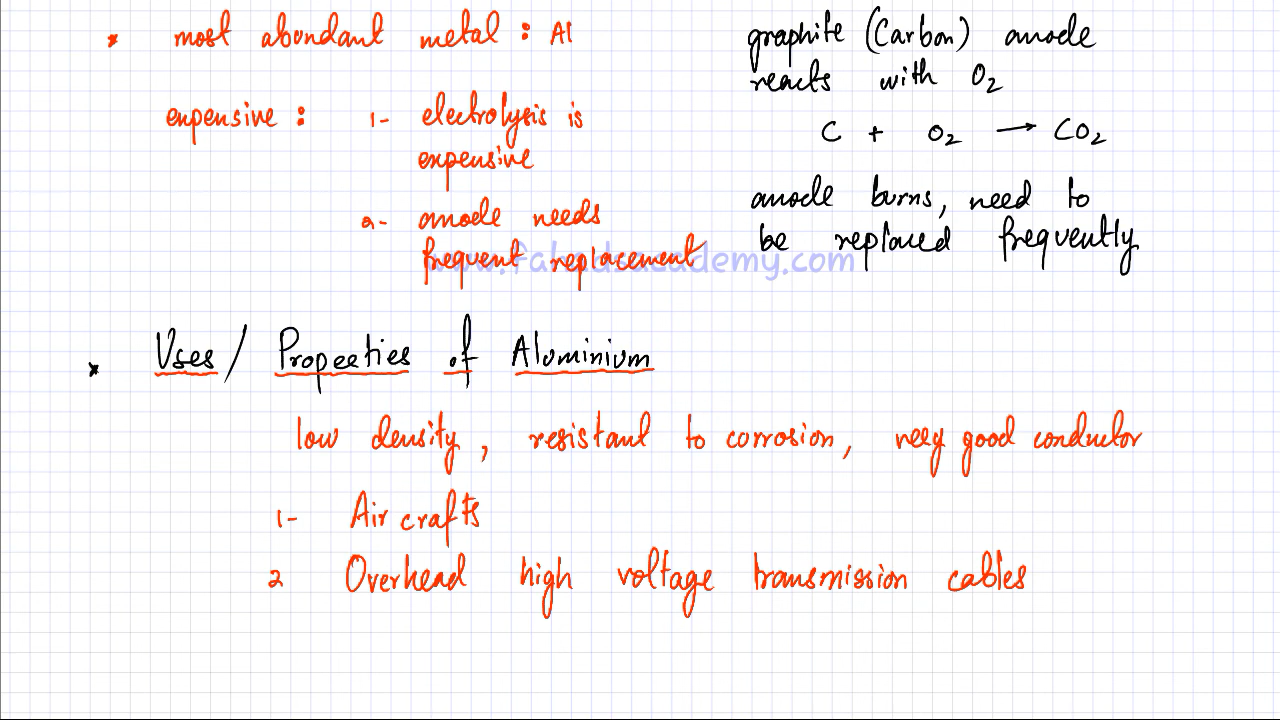 * most abundant metal : Al
expensive : 1- electrolysis is
expensive
2- anode needs
frequent replacement
graphite (Carbon) anode
reacts with O₂
C + O₂ → CO₂
anode burns, need to
be replaced frequently
* Uses / Properties of Aluminium
low density, resistant to corrosion, very good conductor
1- Air crafts
2 Overhead high voltage transmission cables